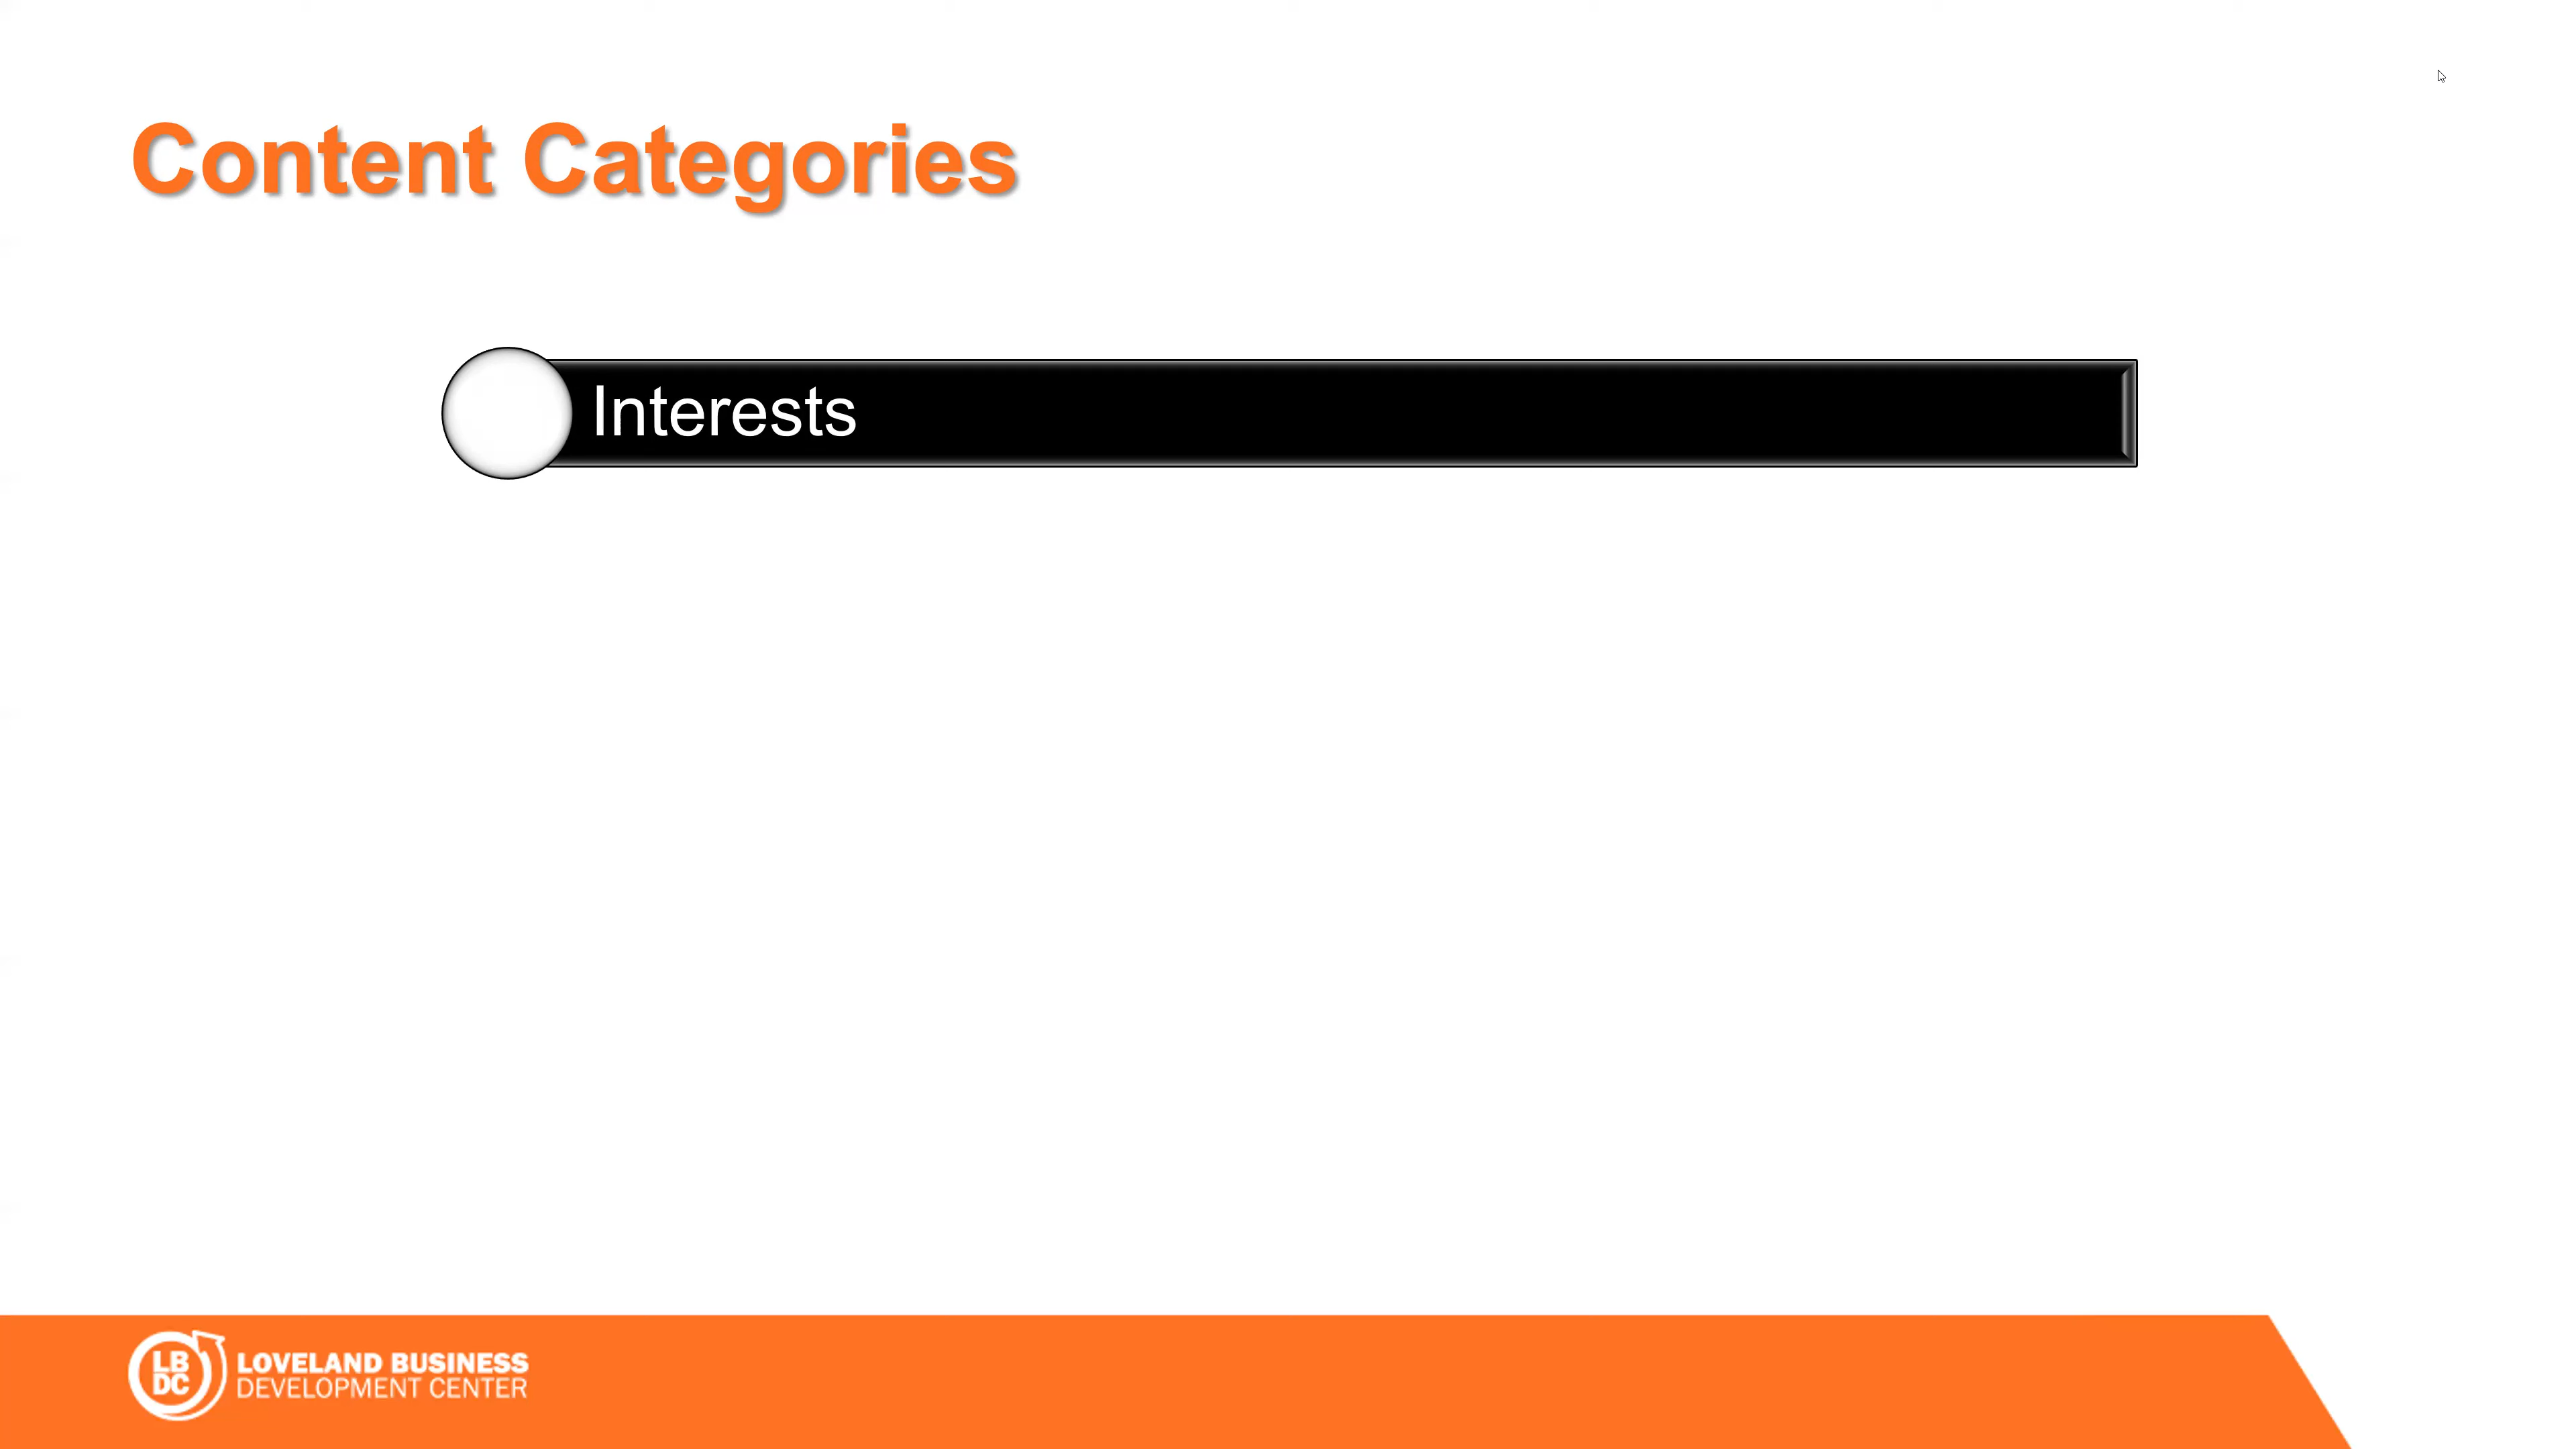 Content Categories
Interests
LB
DC
LOVELAND BUSINESS
DEVELOPMENT CENTER